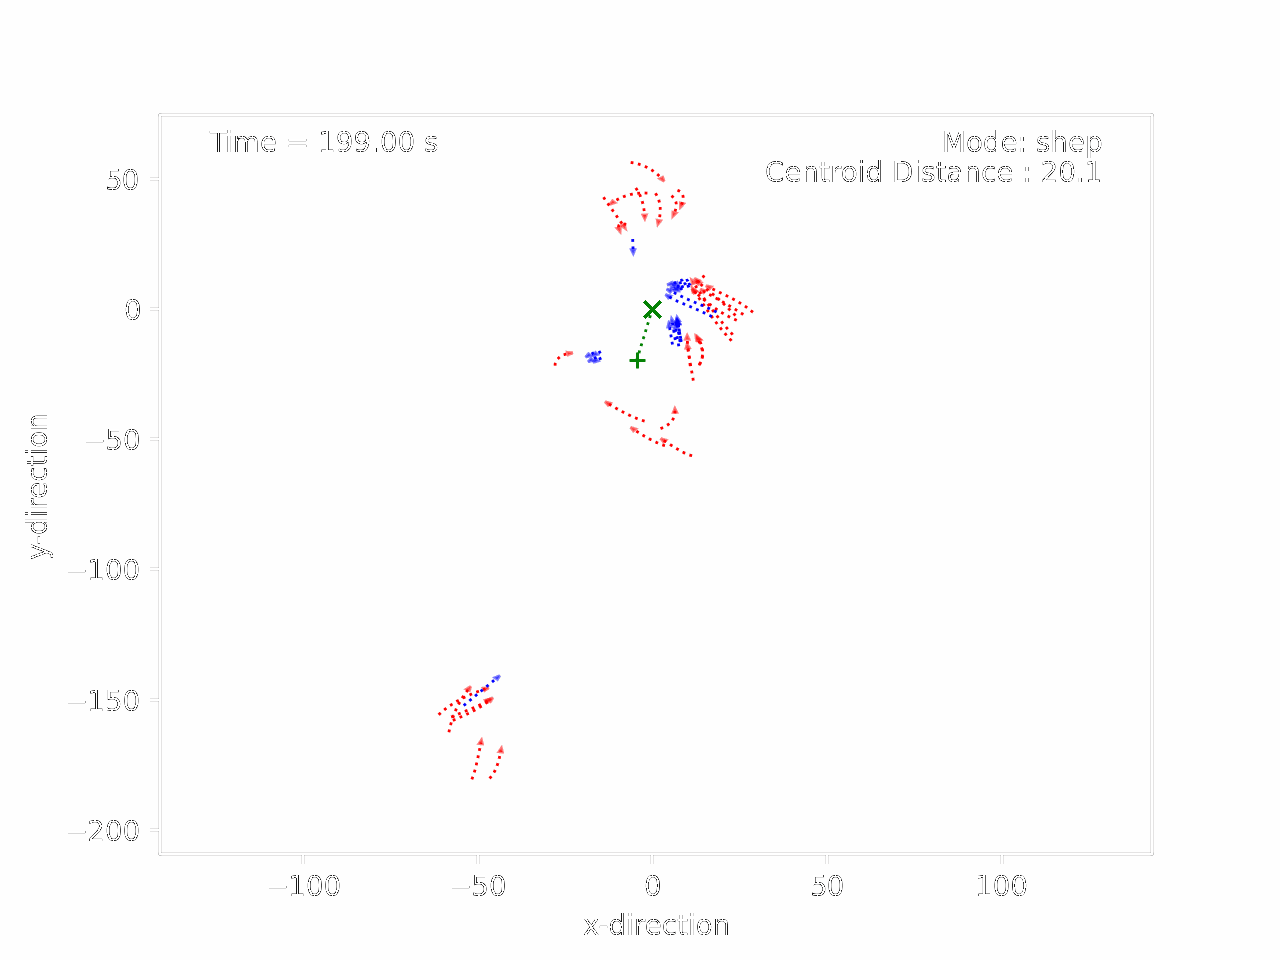 Time = 199.00 s
Mode: shep
Centroid Distance : 20.1
50
0
−50
−100
−150
−200
y-direction
−100
−50
0
50
100
x-direction